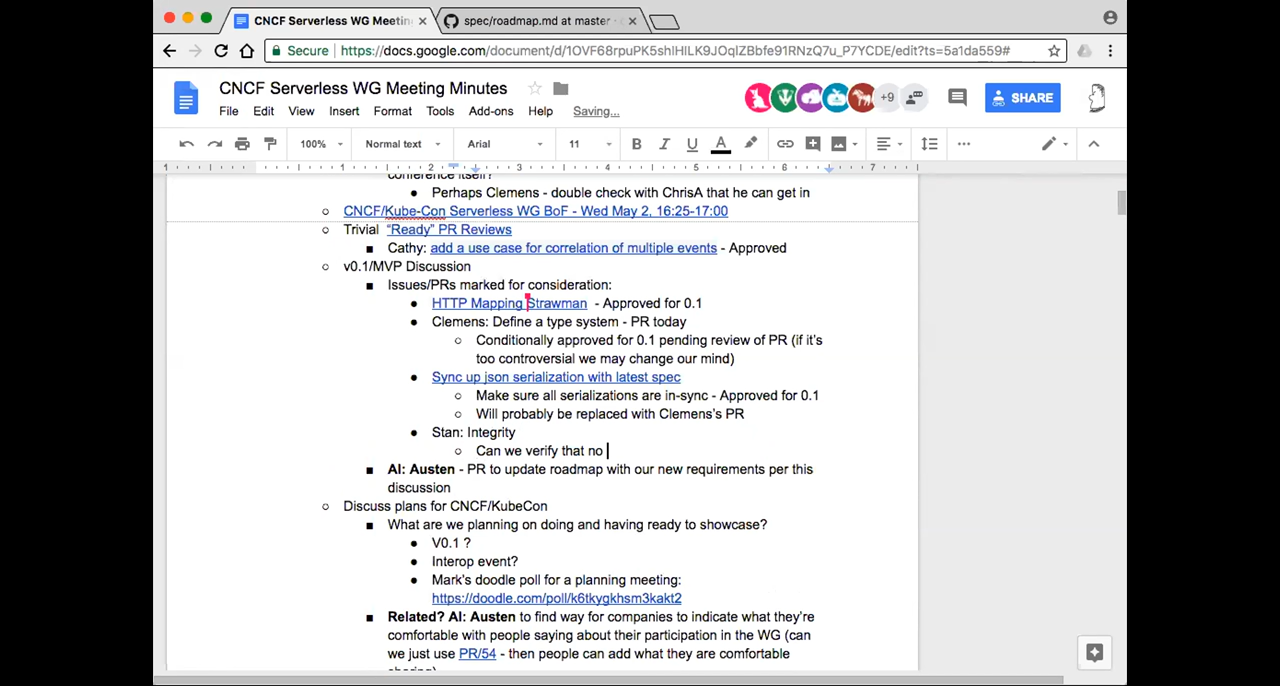 CNCF Serverless WG Meetin
spec/roadmap.md at master
Secure
https://docs.google.com/document/d/1OVF68rpuPK5shIHILK9JOqlZBbfe91RNzQ7u_P7YCDE/edit?ts=5a1da559#
CNCF Serverless WG Meeting Minutes
File Edit View Insert Format Tools Add-ons Help Saving...
+9
SHARE
100% Normal text Arial 11 B I U A
1 1 2 3 4 5 6 7
conference itself?
● Perhaps Clemens - double check with ChrisA that he can get in
○ CNCF/Kube-Con Serverless WG BoF - Wed May 2, 16:25-17:00
○ Trivial “Ready” PR Reviews
■ Cathy: add a use case for correlation of multiple events - Approved
○ v0.1/MVP Discussion
■ Issues/PRs marked for consideration:
● HTTP Mapping Strawman - Approved for 0.1
● Clemens: Define a type system - PR today
○ Conditionally approved for 0.1 pending review of PR (if it’s
too controversial we may change our mind)
● Sync up json serialization with latest spec
○ Make sure all serializations are in-sync - Approved for 0.1
○ Will probably be replaced with Clemens’s PR
● Stan: Integrity
○ Can we verify that no
■ AI: Austen - PR to update roadmap with our new requirements per this
discussion
○ Discuss plans for CNCF/KubeCon
■ What are we planning on doing and having ready to showcase?
● V0.1 ?
● Interop event?
● Mark’s doodle poll for a planning meeting:
https://doodle.com/poll/k6tkygkhsm3kakt2
■ Related? AI: Austen to find way for companies to indicate what they’re
comfortable with people saying about their participation in the WG (can
we just use PR/54 - then people can add what they are comfortable